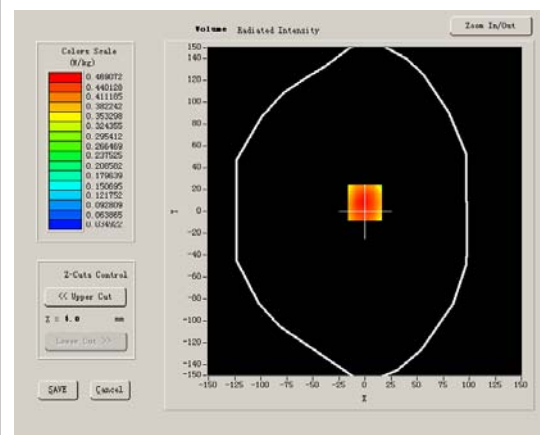 Volume Radiated Intensity
Zoom In/Out
Colors Scale
(W/kg)
0.469072
0.440128
0.411185
0.382242
0.353298
0.324355
0.295412
0.266469
0.237525
0.208582
0.179639
0.150695
0.121752
0.092809
0.063865
0.034922
Z-Cuts Control
<< Upper Cut
Z = 4.0 mm
Lower Cut >>
SAVE
Cancel
150
140
120
100
80
60
40
20
0
-20
-40
-60
-80
-100
-120
-140
-150
Y
-150 -125 -100 -75 -50 -25 0 25 50 75 100 125 150
X